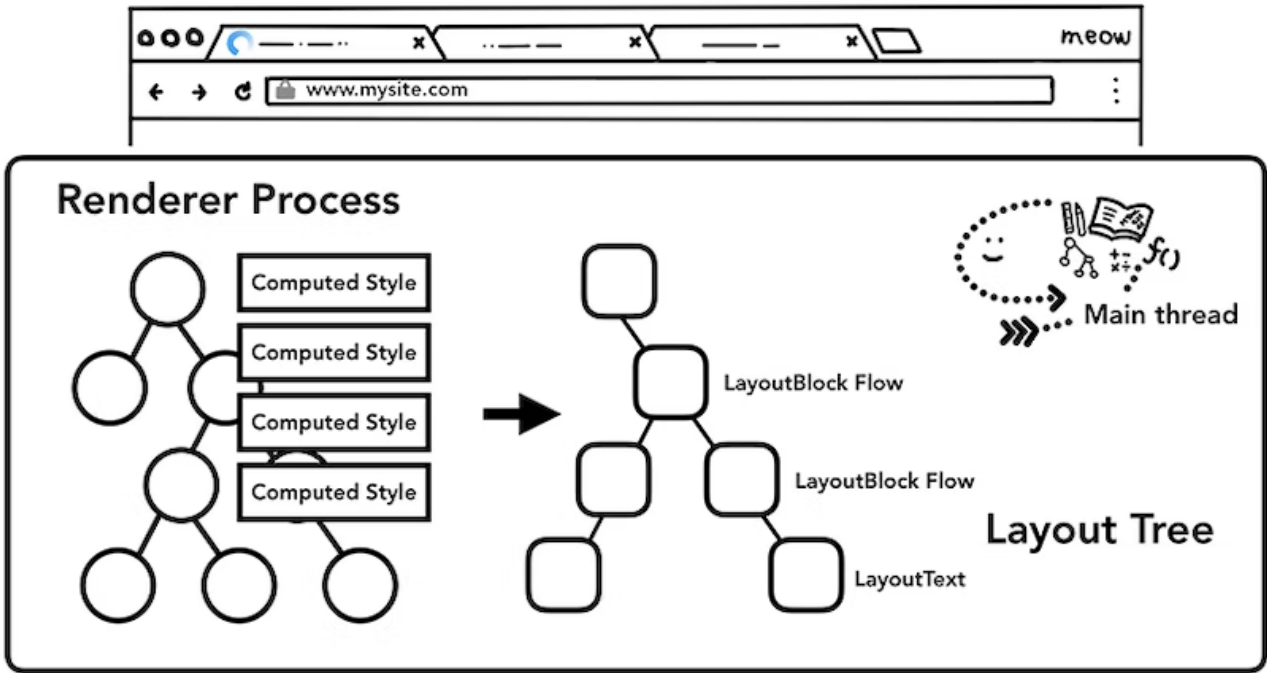 meow
www.mysite.com
Renderer Process
Computed Style
Computed Style
Computed Style
Computed Style
LayoutBlock Flow
LayoutBlock Flow
LayoutText
f()
+-
×÷
Main thread
Layout Tree